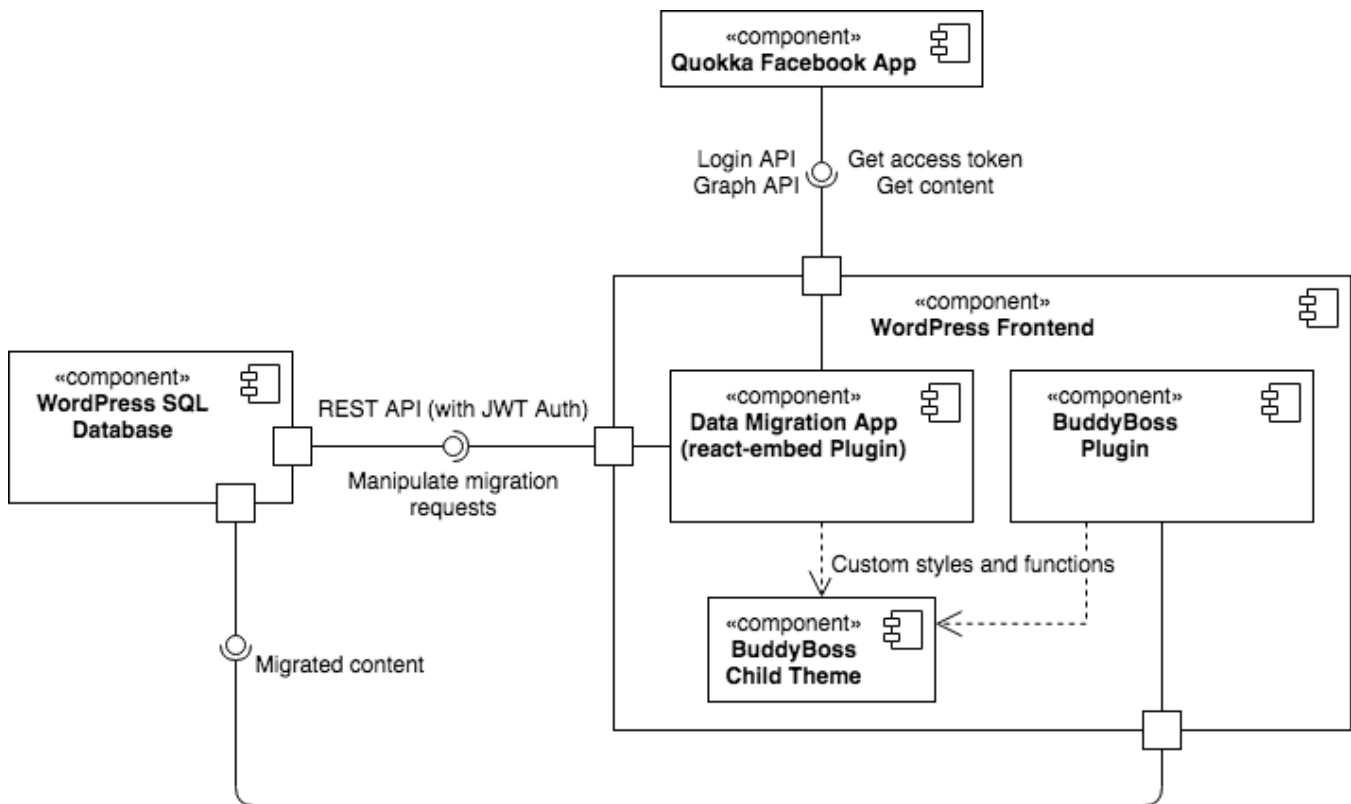 «component»
Quokka Facebook App
Login API
Graph API
Get access token
Get content
«component»
WordPress Frontend
«component»
WordPress SQL
Database
REST API (with JWT Auth)
Manipulate migration
requests
«component»
Data Migration App
(react-embed Plugin)
«component»
BuddyBoss
Plugin
Custom styles and functions
«component»
BuddyBoss
Child Theme
Migrated content